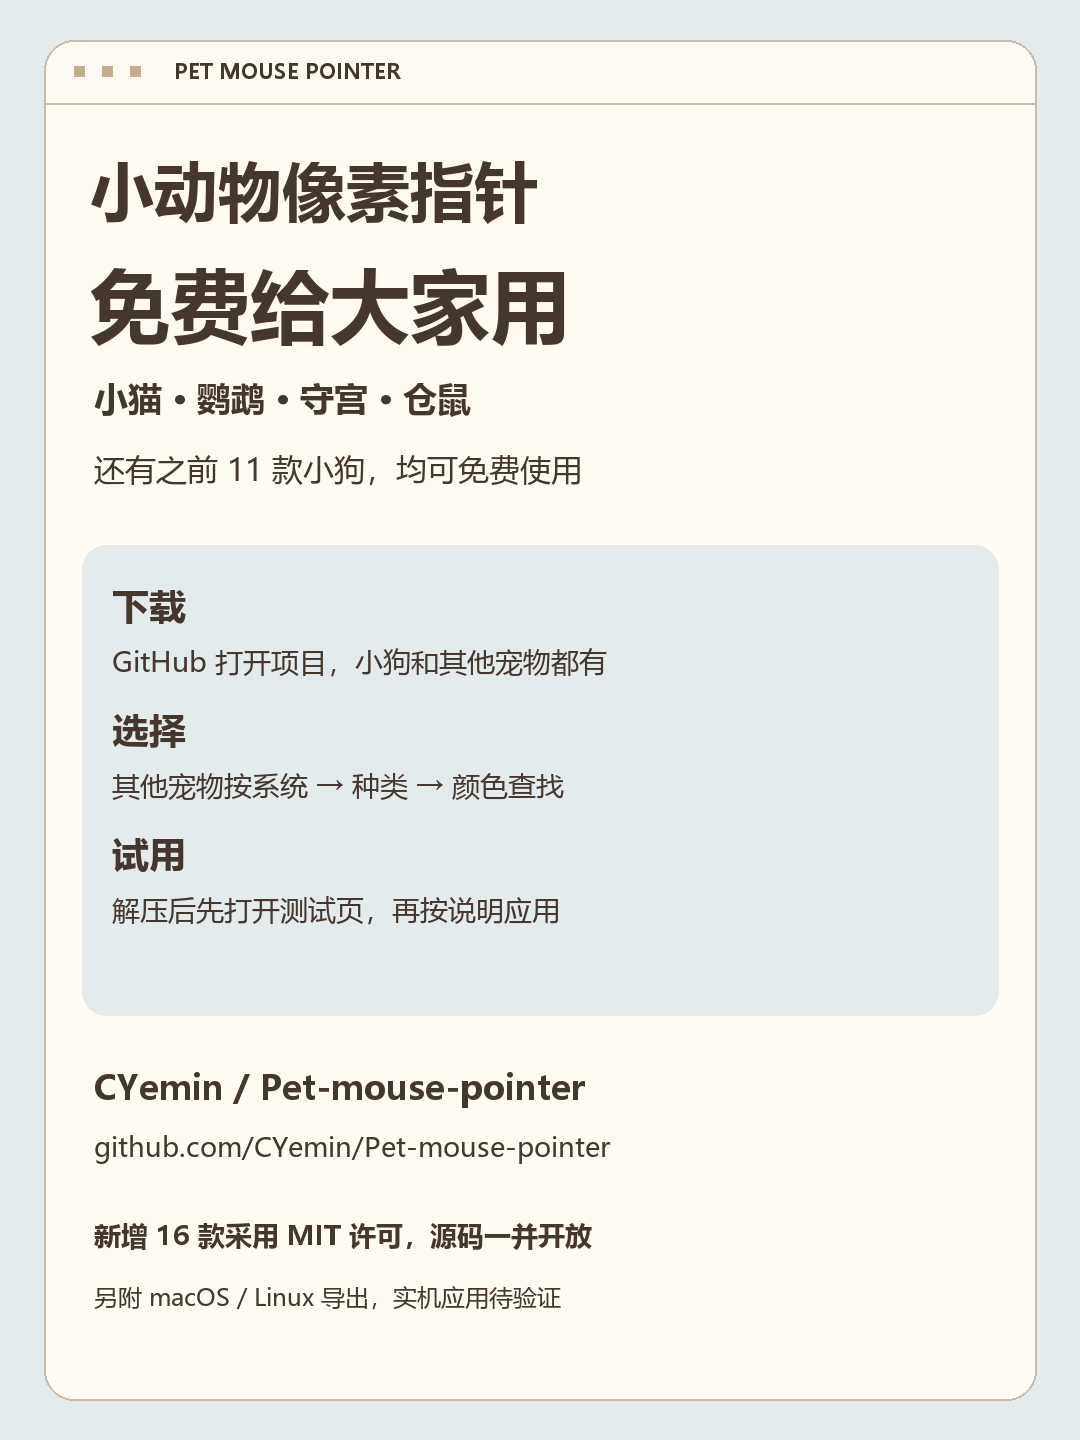 PET MOUSE POINTER
小动物像素指针
免费给大家用
小猫・鹦鹉・守宫・仓鼠
还有之前 11 款小狗，均可免费使用
下载
GitHub 打开项目，小狗和其他宠物都有
选择
其他宠物按系统 → 种类 → 颜色查找
试用
解压后先打开测试页，再按说明应用
CYemin / Pet-mouse-pointer
github.com/CYemin/Pet-mouse-pointer
新增 16 款采用 MIT 许可，源码一并开放
另附 macOS / Linux 导出，实机应用待验证